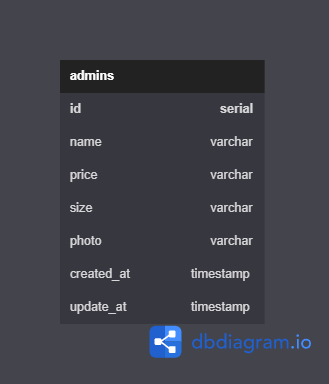 admins
id serial
name varchar
price varchar
size varchar
photo varchar
created_at timestamp
update_at timestamp
dbdiagram.io